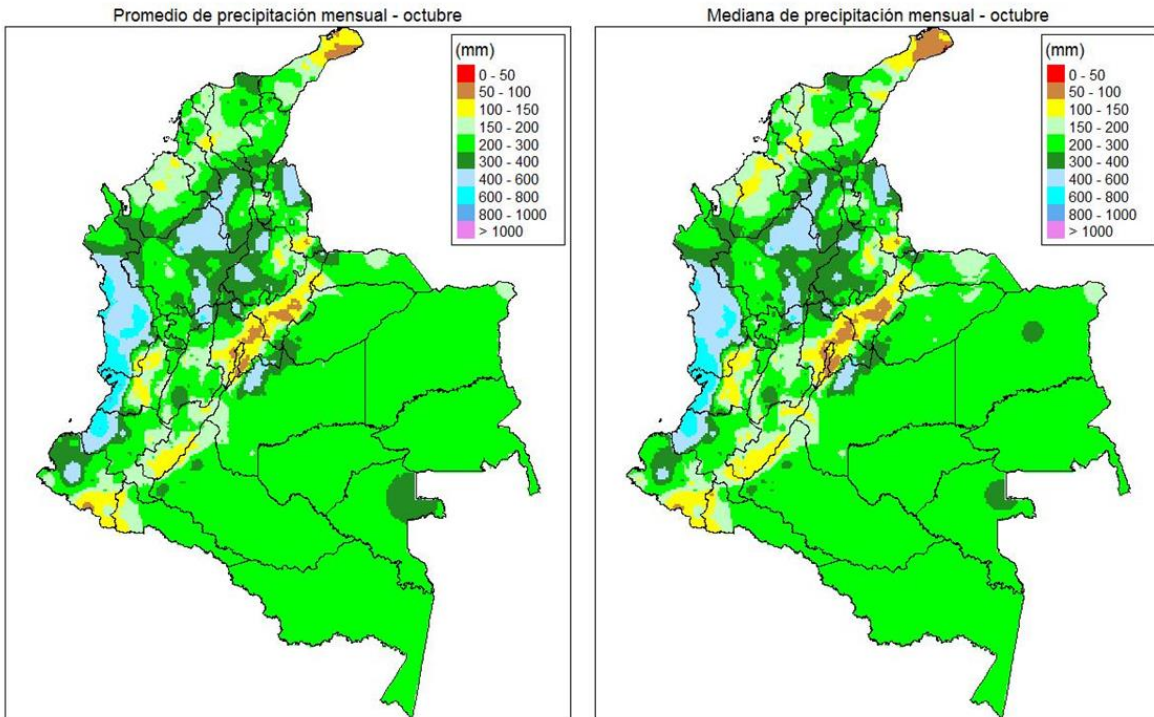 Promedio de precipitación mensual - octubre
(mm)
0 - 50
50 - 100
100 - 150
150 - 200
200 - 300
300 - 400
400 - 600
600 - 800
800 - 1000
> 1000
Mediana de precipitación mensual - octubre
(mm)
0 - 50
50 - 100
100 - 150
150 - 200
200 - 300
300 - 400
400 - 600
600 - 800
800 - 1000
> 1000